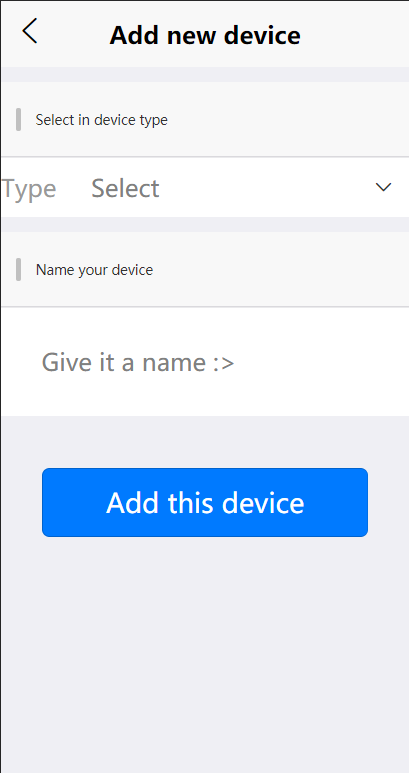 Add new device
Select in device type
Type Select
Name your device
Give it a name :>
Add this device